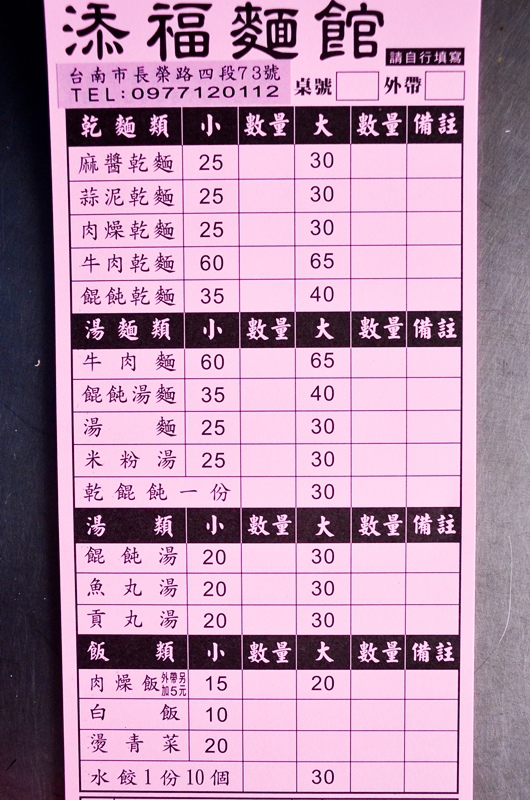 添福麵館
請自行填寫
台南市長榮路四段73號
TEL:0977120112
桌號 外帶
乾麵類 小 數量 大 數量 備註
麻醬乾麵 25 30
蒜泥乾麵 25 30
肉燥乾麵 25 30
牛肉乾麵 60 65
餛飩乾麵 35 40
湯麵類 小 數量 大 數量 備註
牛肉麵 60 65
餛飩湯麵 35 40
湯麵 25 30
米粉湯 25 30
乾餛飩一份 30
湯類 小 數量 大 數量 備註
餛飩湯 20 30
魚丸湯 20 30
貢丸湯 20 30
飯類 小 數量 大 數量 備註
肉燥飯 外帶另加5元 15 20
白飯 10
燙青菜 20
水餃1份10個 30